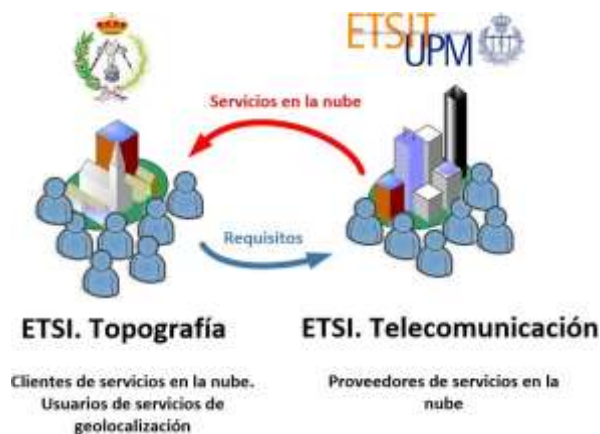 ETSIT
UPM
Servicios en la nube
Requisitos
ETSI. Topografía
ETSI. Telecomunicación
Clientes de servicios en la nube.
Usuarios de servicios de
geolocalización
Proveedores de servicios en la
nube